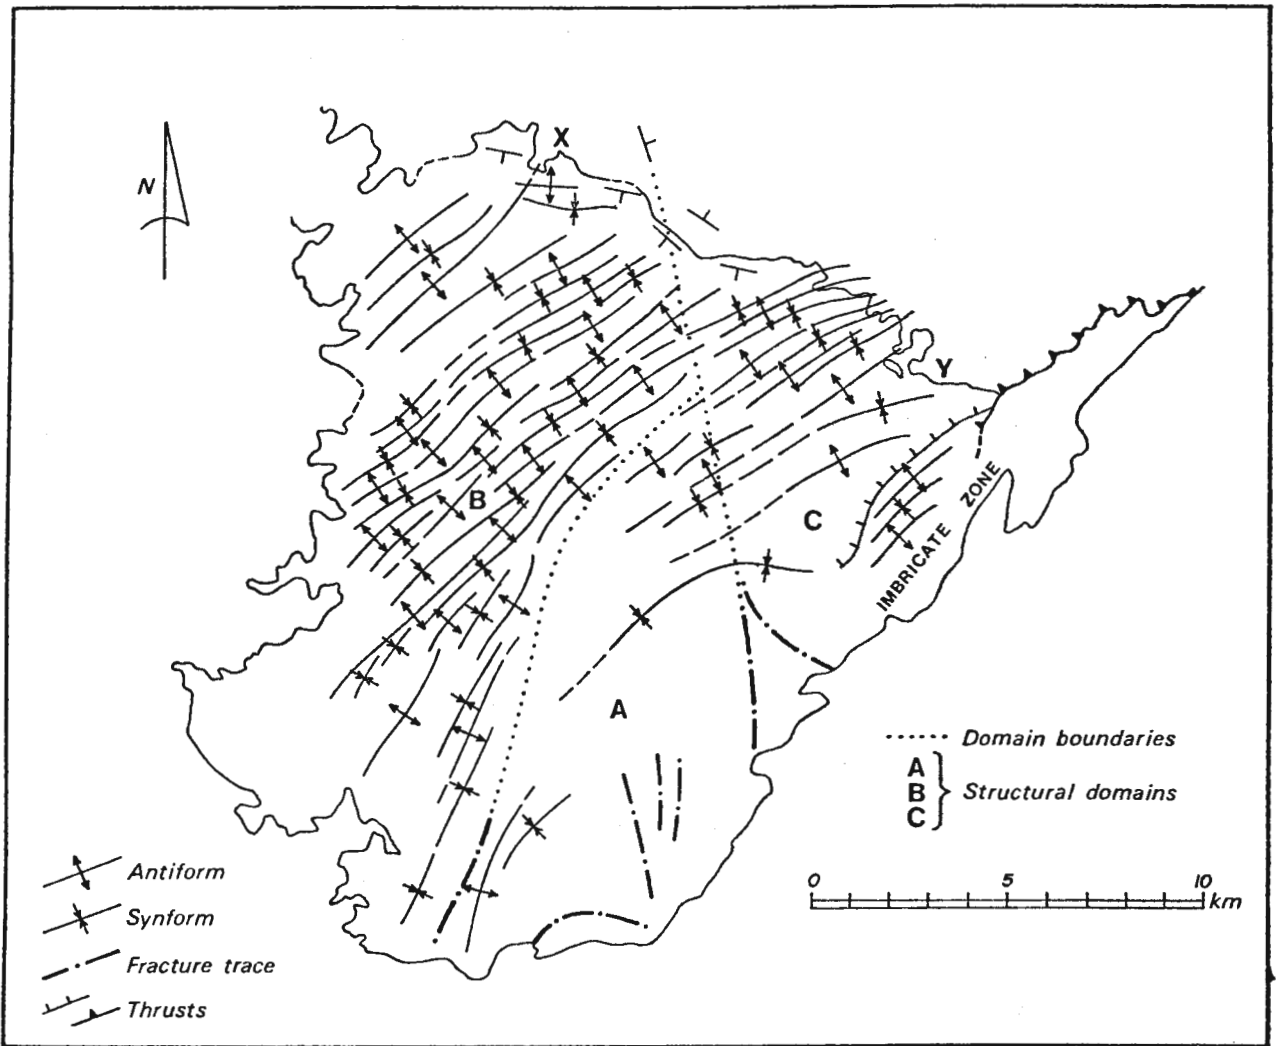 X
N
Y
B
C
IMBRICATE ZONE
A
Domain boundaries
A
B
C
Structural domains
Antiform
Synform
Fracture trace
Thrusts
0 5 10
km